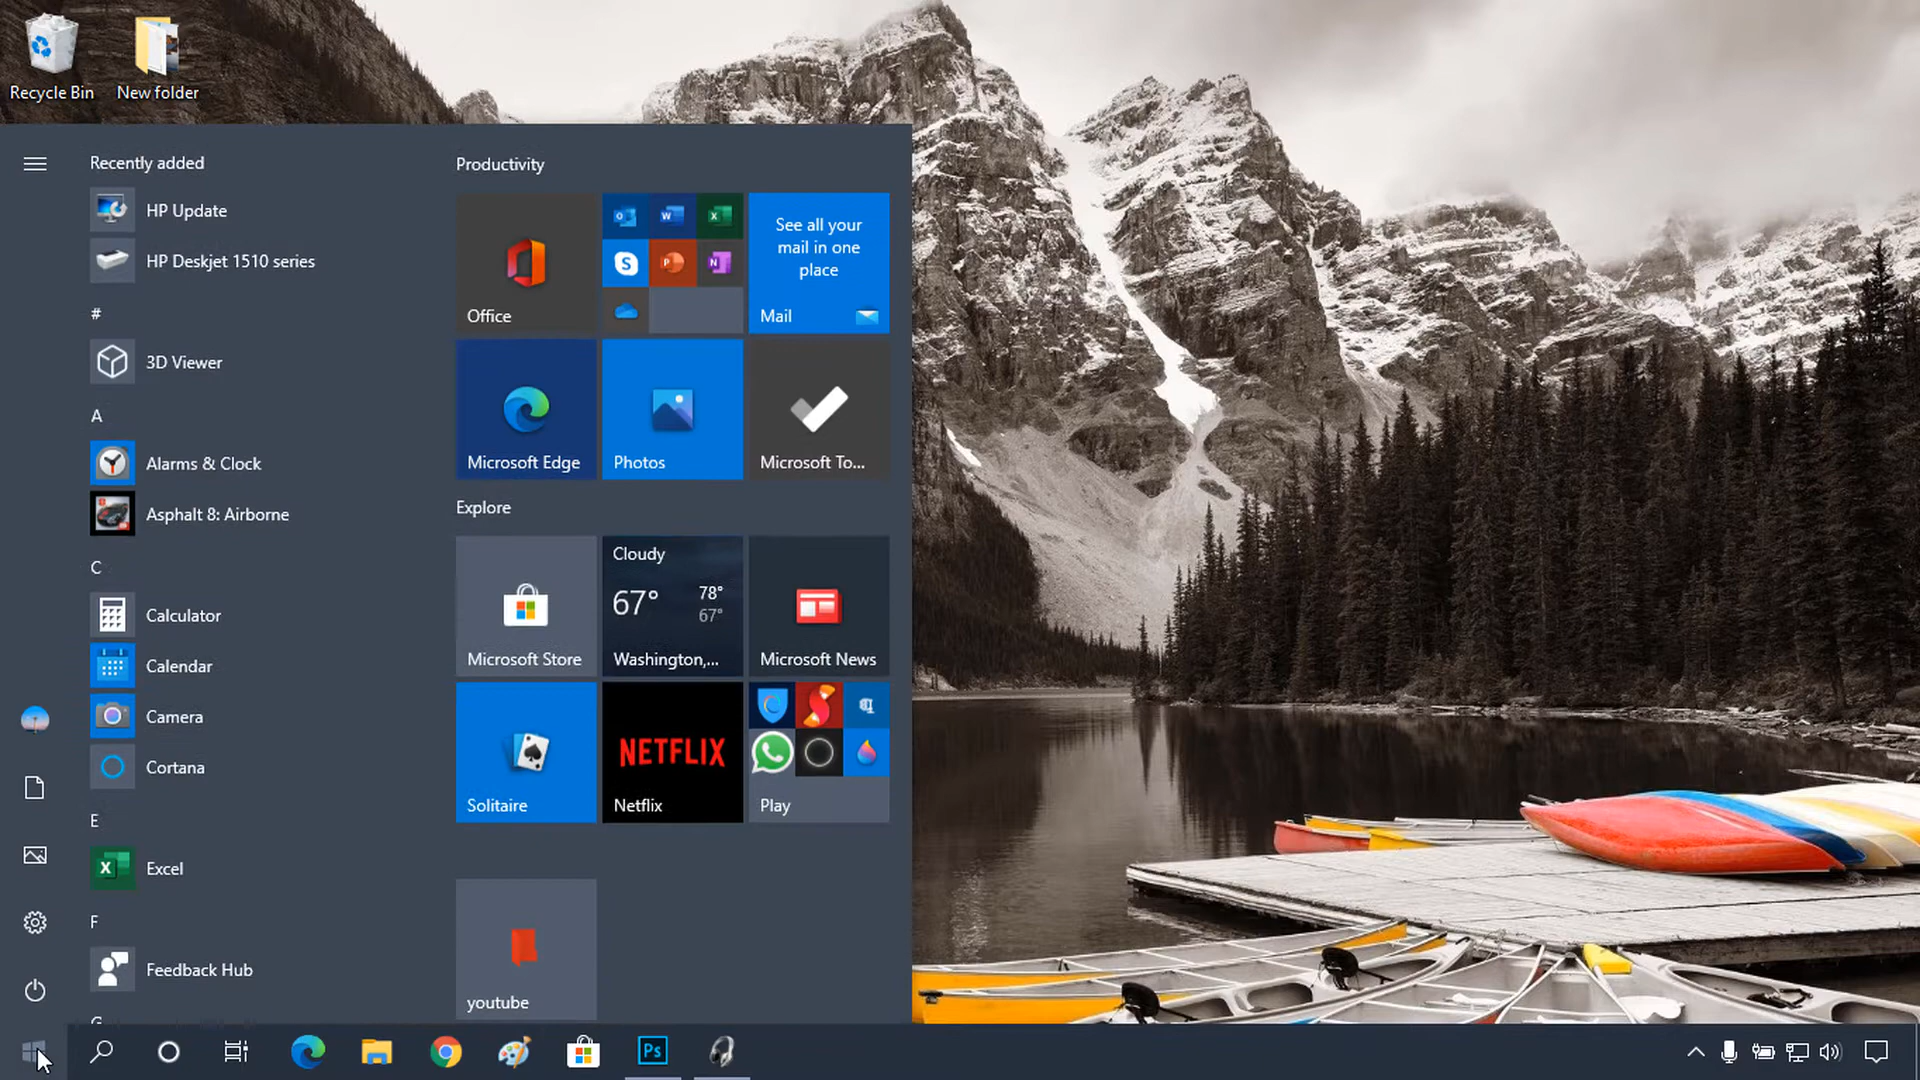 Recycle Bin
New folder
Recently added
HP Update
HP Deskjet 1510 series
#
3D Viewer
A
Alarms & Clock
Asphalt 8: Airborne
C
Calculator
Calendar
Camera
Cortana
E
Excel
F
Feedback Hub
Productivity
Office
See all your
mail in one
place
Mail
Microsoft Edge
Photos
Microsoft To...
Explore
Microsoft Store
Cloudy
67° 78°
67°
Washington,...
Microsoft News
Solitaire
NETFLIX
Netflix
Play
youtube
Ps